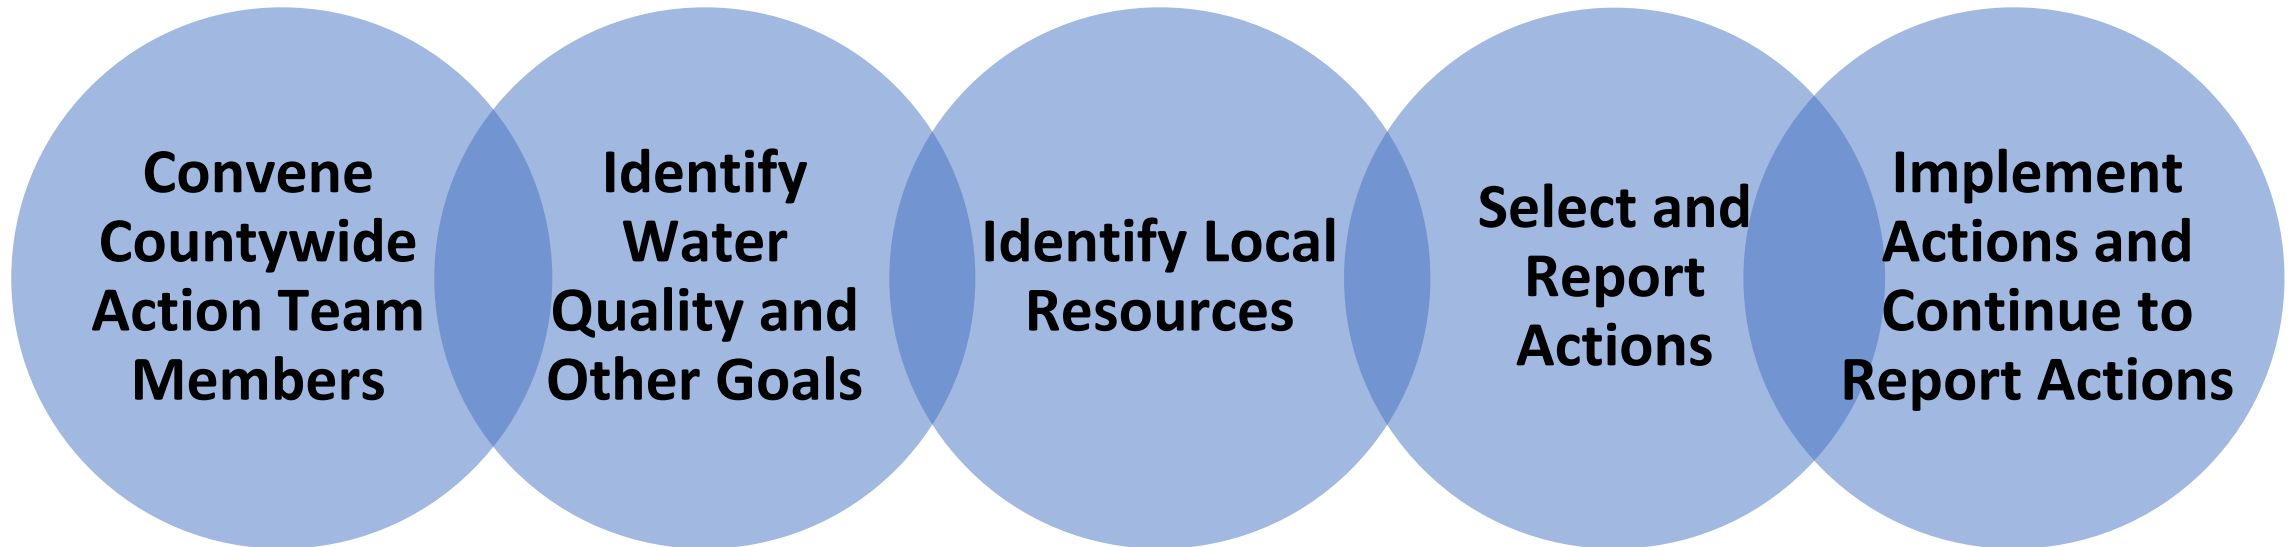 Convene
Countywide
Action Team
Members
Identify
Water
Quality and
Other Goals
Identify Local
Resources
Select and
Report
Actions
Implement
Actions and
Continue to
Report Actions